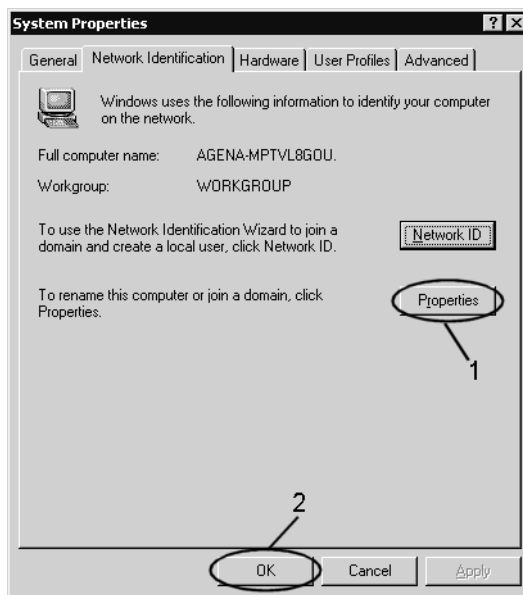 System Properties
General Network Identification Hardware User Profiles Advanced
Windows uses the following information to identify your computer
on the network.
Full computer name: AGENA-MPTVL8GOU.
Workgroup: WORKGROUP
To use the Network Identification Wizard to join a
domain and create a local user, click Network ID.
Network ID
To rename this computer or join a domain, click
Properties.
Properties
1
2
OK Cancel Apply